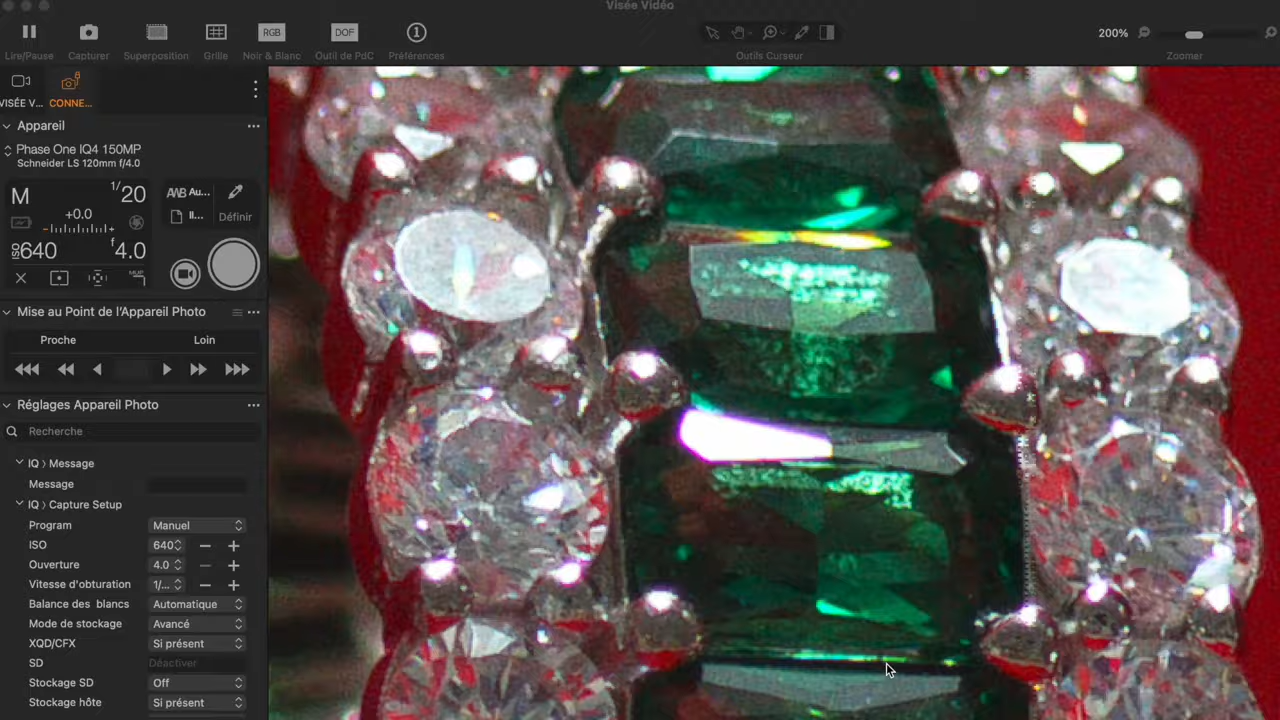 Visée Vidéo
Lire/Pause
Capturer
Superposition
Grille
RGB
Noir & Blanc
DOF
Outil de PdC
Préférences
Outils Curseur
200%
Zoomer
VISÉE V...
CONNE...
Appareil
Phase One IQ4 150MP
Schneider LS 120mm f/4.0
M
1/20
AWB Au...
+0.0
Il...
Définir
ISO 640
f 4.0
Mise au Point de l'Appareil Photo
Proche
Loin
Réglages Appareil Photo
Recherche
IQ 〉Message
Message
IQ 〉Capture Setup
Program Manuel
ISO 640
Ouverture 4.0
Vitesse d'obturation 1/...
Balance des blancs Automatique
Mode de stockage Avancé
XQD/CFX Si présent
SD Déactiver
Stockage SD Off
Stockage hôte Si présent